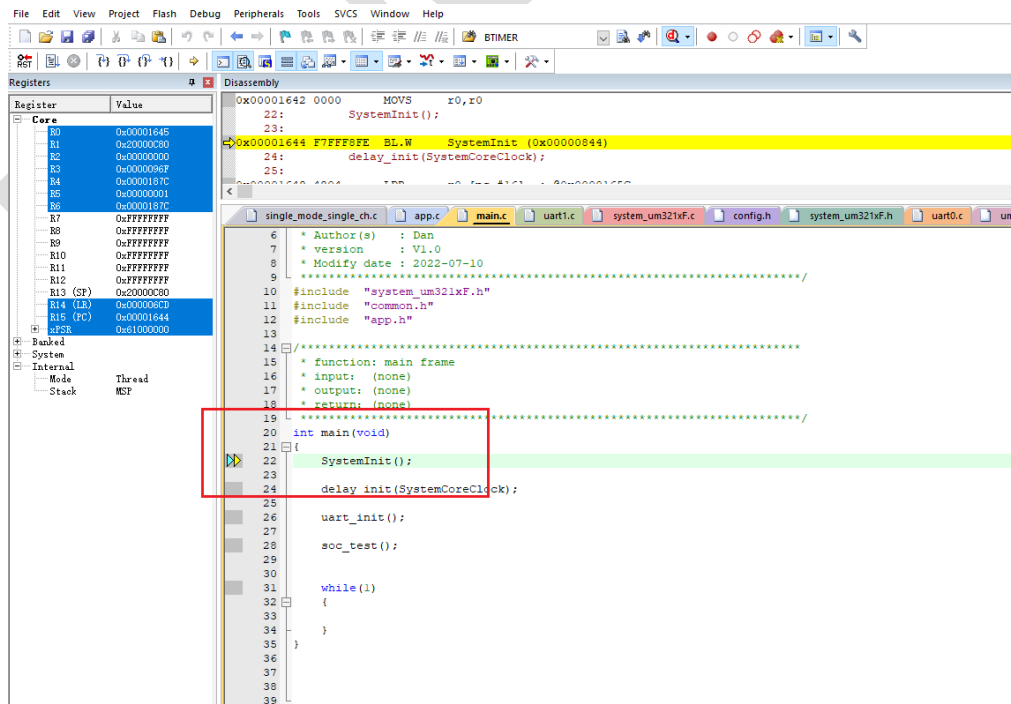 File Edit View Project Flash Debug Peripherals Tools SVCS Window Help
BTIMER
RST
Registers
Register Value
Core
R0 0x00001645
R1 0x20000C80
R2 0x00000000
R3 0x0000096F
R4 0x0000187C
R5 0x00000001
R6 0x0000187C
R7 0xFFFFFFFF
R8 0xFFFFFFFF
R9 0xFFFFFFFF
R10 0xFFFFFFFF
R11 0xFFFFFFFF
R12 0xFFFFFFFF
R13 (SP) 0x20000C80
R14 (LR) 0x000006CD
R15 (PC) 0x00001644
xPSR 0x61000000
Banked
System
Internal
Mode Thread
Stack MSP
Disassembly
0x00001642 0000 MOVS r0,r0
22: SystemInit();
23:
0x00001644 F7FFF8FE BL.W SystemInit (0x00000844)
24: delay_init(SystemCoreClock);
25:
single_mode_single_ch.c app.c main.c uart1.c system_um321xF.c config.h system_um321xF.h uart0.c
6 * Author(s) : Dan
7 * version : V1.0
8 * Modify date : 2022-07-10
9 ***************************************************************************/
10 #include "system_um321xF.h"
11 #include "common.h"
12 #include "app.h"
13
14 /***************************************************************************
15 * function: main frame
16 * input: (none)
17 * output: (none)
18 * return: (none)
19 ***************************************************************************/
20 int main(void)
21 {
22 SystemInit();
23
24 delay_init(SystemCoreClock);
25
26 uart_init();
27
28 soc_test();
29
30
31 while(1)
32 {
33
34 }
35 }
36
37
38
39